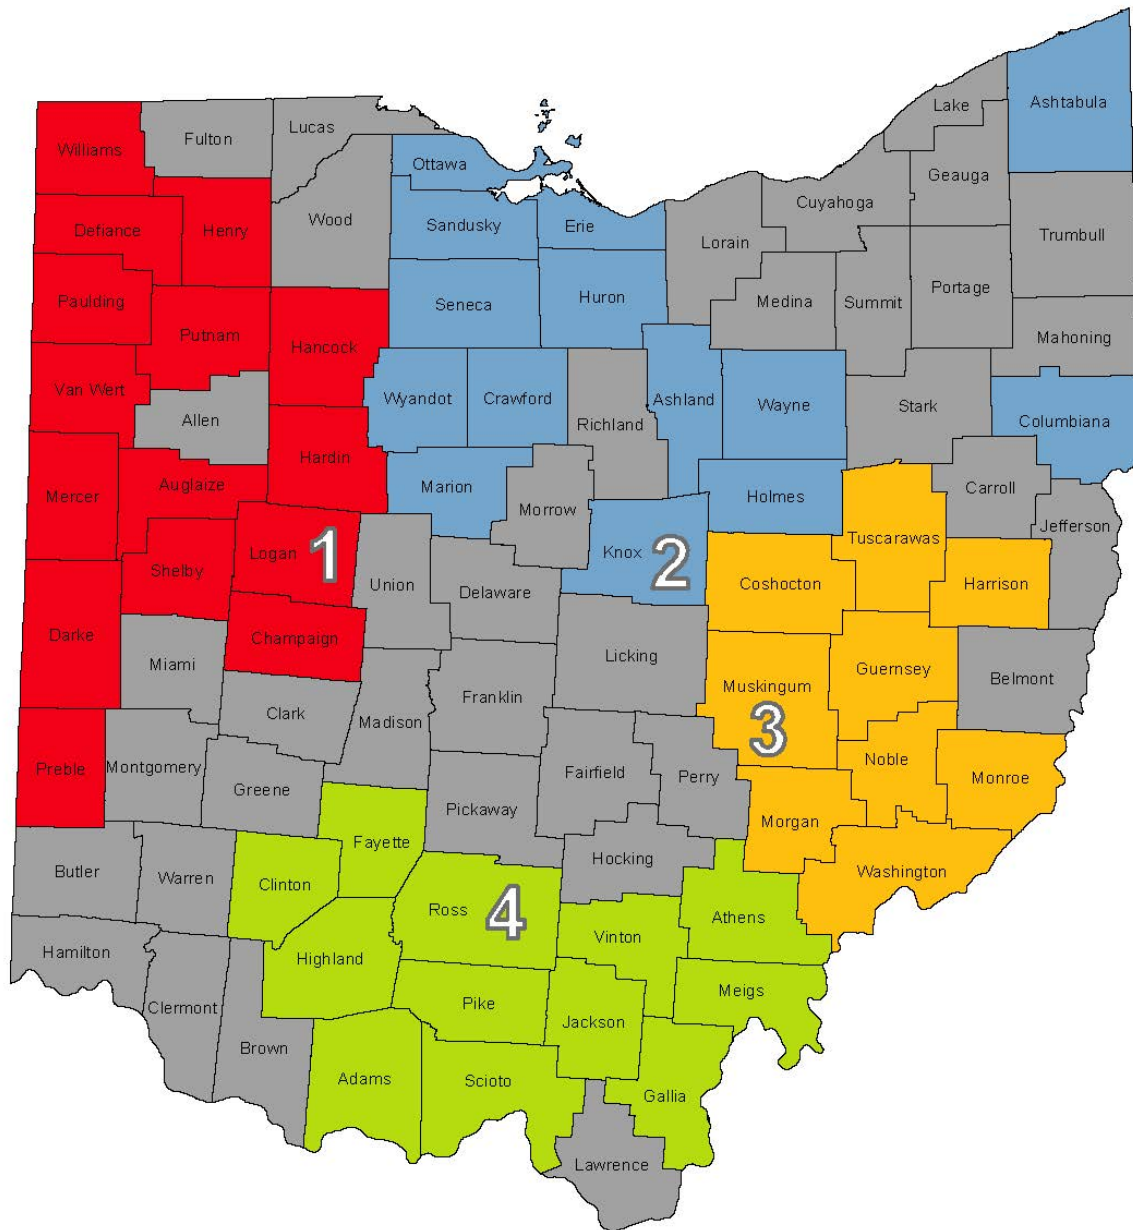 Lake
Ashtabula
Lucas
Fulton
Williams
Ottawa
Geauga
Cuyahoga
Wood
Sandusky
Erie
Defiance
Henry
Lorain
Trumbull
Paulding
Seneca
Huron
Medina
Summit
Portage
Putnam
Hancock
Mahoning
Van Wert
Wyandot
Crawford
Ashland
Wayne
Stark
Allen
Richland
Columbiana
Hardin
Mercer
Auglaize
Marion
Holmes
Carroll
Morrow
Jefferson
Logan 1
Knox 2
Tuscarawas
Shelby
Union
Delaware
Coshocton
Harrison
Darke
Champaign
Miami
Licking
Guernsey
Belmont
Franklin
Muskingum
3
Clark
Madison
Preble
Montgomery
Fairfield
Perry
Noble
Monroe
Greene
Pickaway
Morgan
Fayette
Hocking
Butler
Warren
Clinton
Washington
Ross 4
Athens
Vinton
Hamilton
Highland
Meigs
Clermont
Pike
Jackson
Brown
Adams
Scioto
Gallia
Lawrence